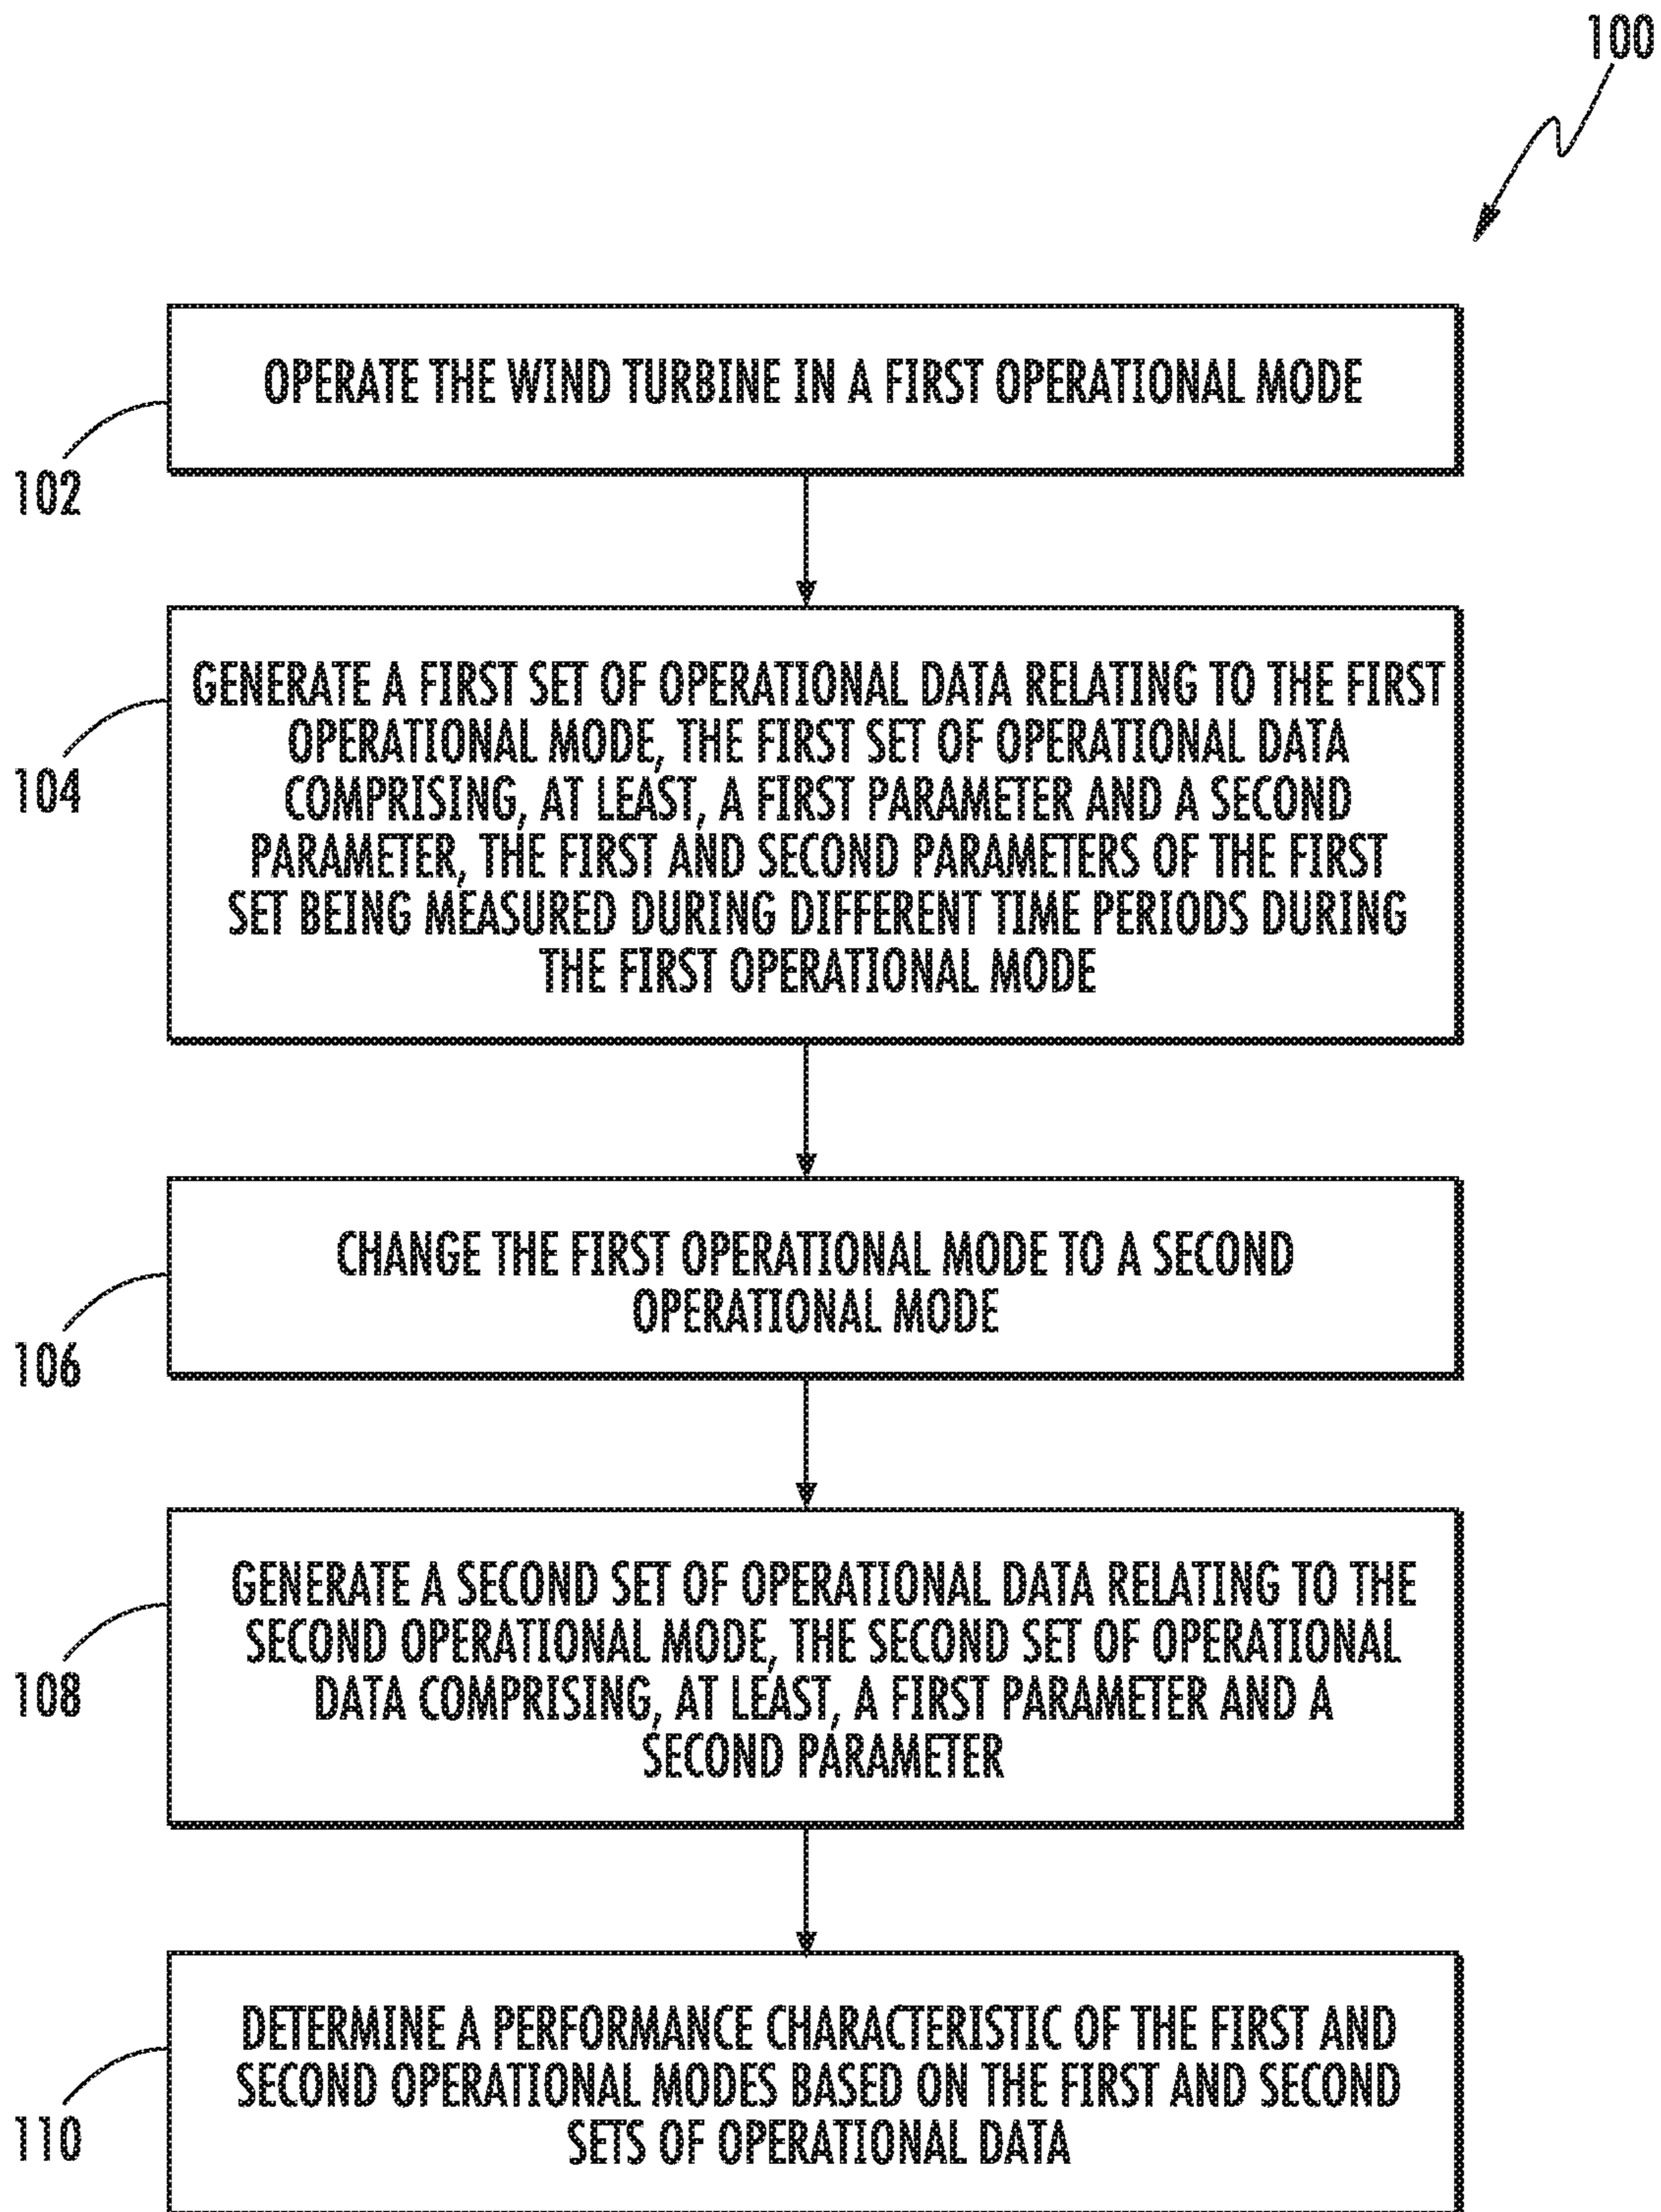 100
OPERATE THE WIND TURBINE IN A FIRST OPERATIONAL MODE
102
GENERATE A FIRST SET OF OPERATIONAL DATA RELATING TO THE FIRST
OPERATIONAL MODE, THE FIRST SET OF OPERATIONAL DATA
COMPRISING, AT LEAST, A FIRST PARAMETER AND A SECOND
PARAMETER, THE FIRST AND SECOND PARAMETERS OF THE FIRST
SET BEING MEASURED DURING DIFFERENT TIME PERIODS DURING
THE FIRST OPERATIONAL MODE
104
CHANGE THE FIRST OPERATIONAL MODE TO A SECOND
OPERATIONAL MODE
106
GENERATE A SECOND SET OF OPERATIONAL DATA RELATING TO THE
SECOND OPERATIONAL MODE, THE SECOND SET OF OPERATIONAL
DATA COMPRISING, AT LEAST, A FIRST PARAMETER AND A
SECOND PARAMETER
108
DETERMINE A PERFORMANCE CHARACTERISTIC OF THE FIRST AND
SECOND OPERATIONAL MODES BASED ON THE FIRST AND SECOND
SETS OF OPERATIONAL DATA
110